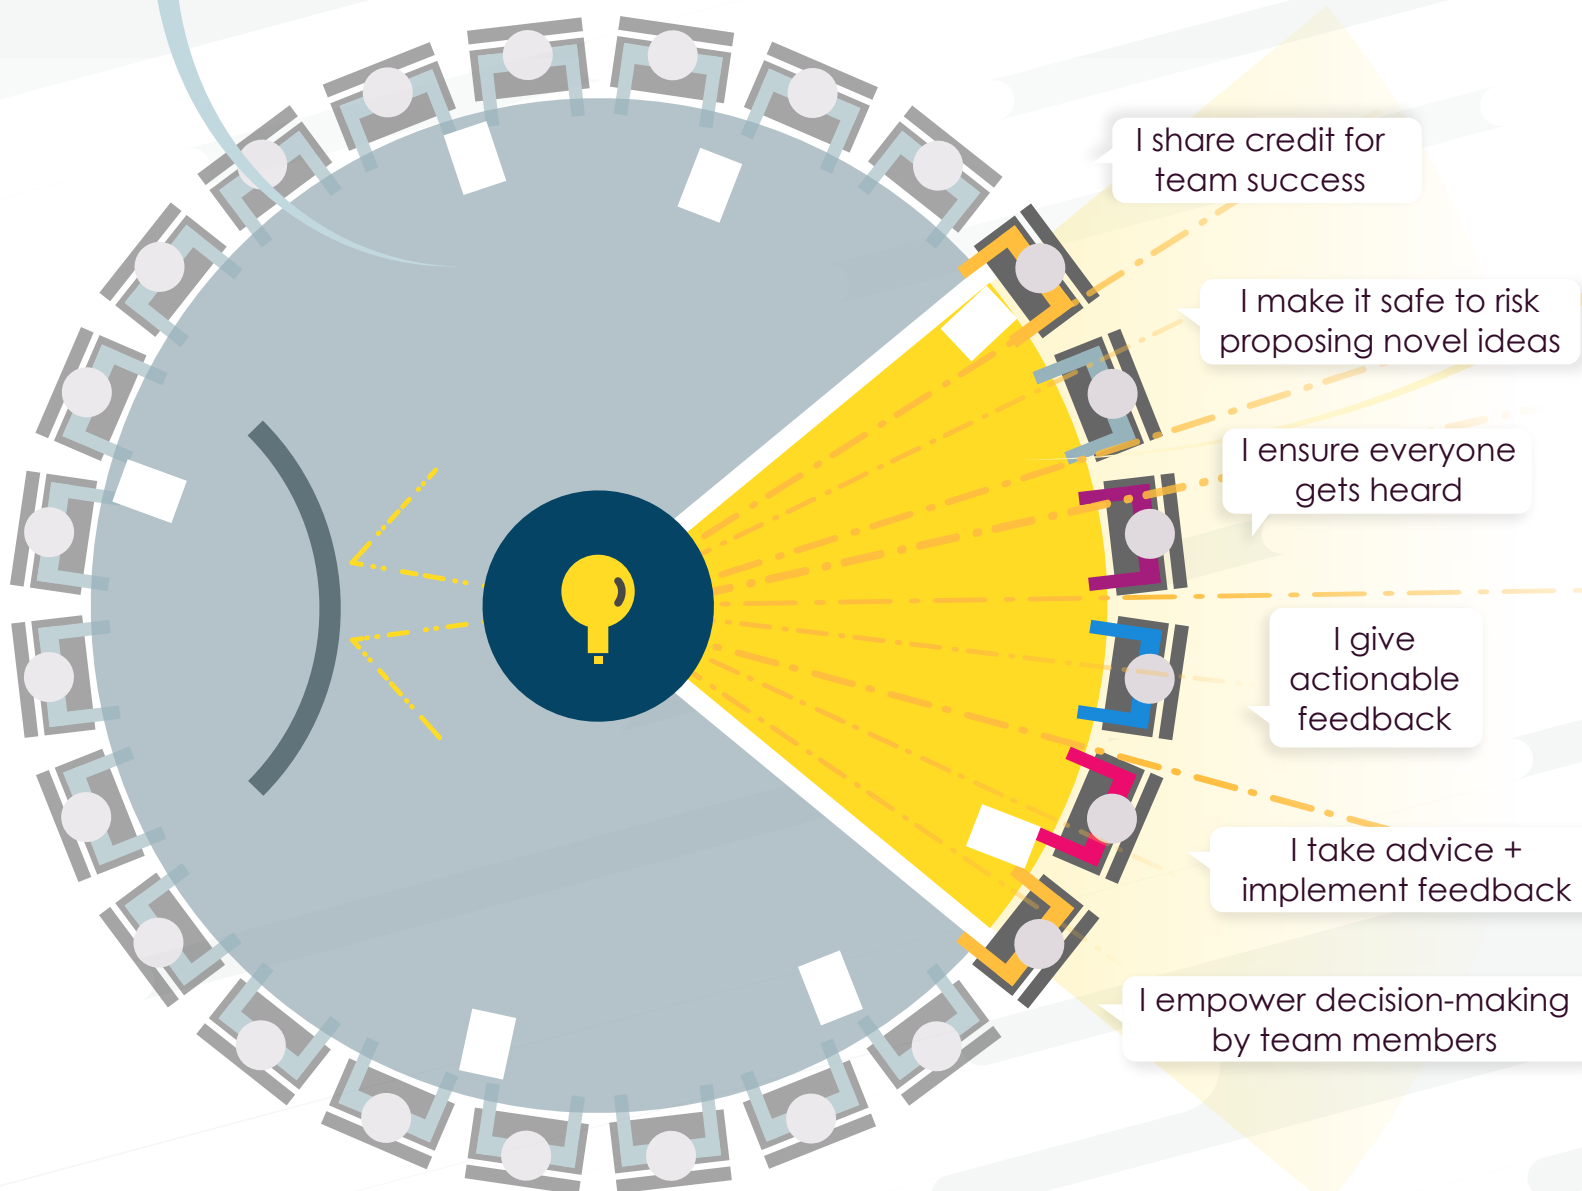 I share credit for
team success
I make it safe to risk
proposing novel ideas
I ensure everyone
gets heard
I give
actionable
feedback
I take advice +
implement feedback
I empower decision-making
by team members